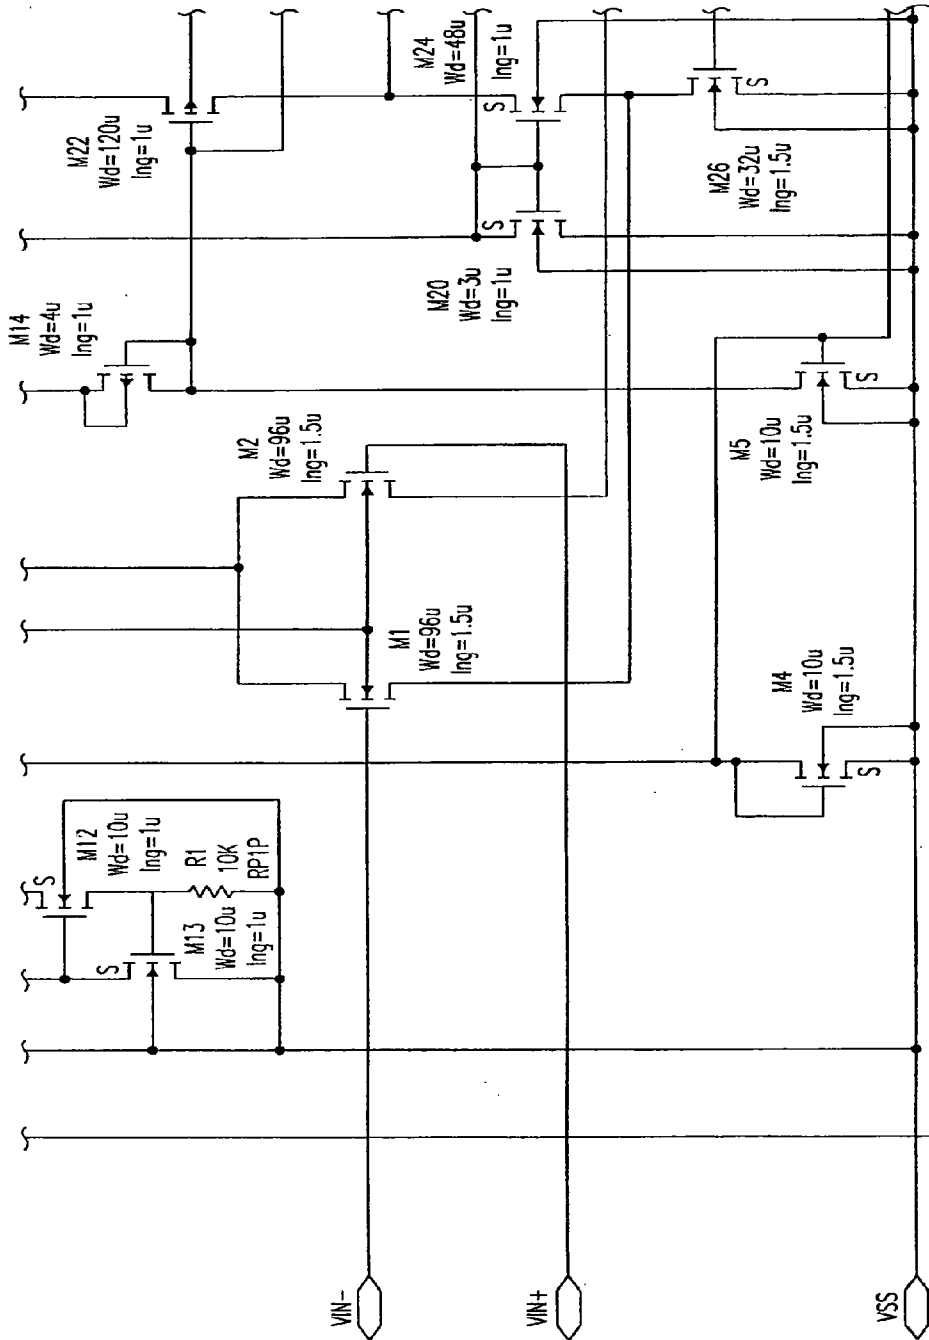 M14
Wd=4u
lng=1u
M22
Wd=120u
lng=1u
M24
Wd=48u
lng=1u
S
S
M20
Wd=3u
lng=1u
M26
Wd=32u
lng=1.5u
S
M2
Wd=96u
lng=1.5u
M1
Wd=96u
lng=1.5u
M5
Wd=10u
lng=1.5u
S
M4
Wd=10u
lng=1.5u
S
S
M12
Wd=10u
lng=1u
R1
10K
RP1P
S
M13
Wd=10u
lng=1u
VIN-
VIN+
VSS